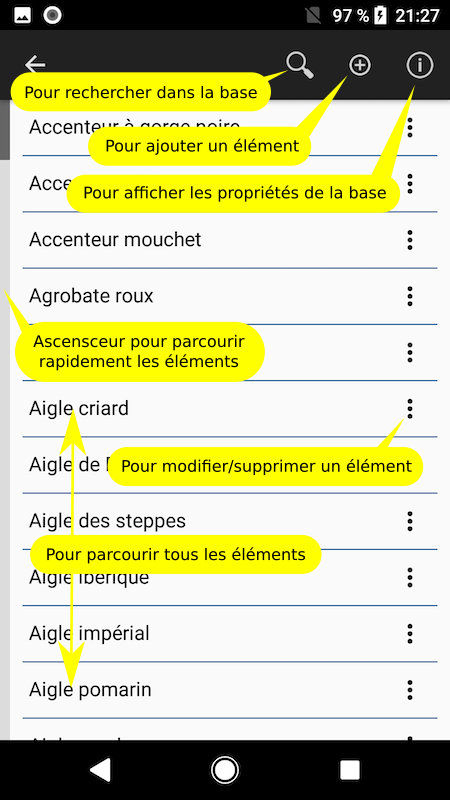 97 % 21:27
Pour rechercher dans la base
Accenteur à gorge noire
Pour ajouter un élément
Acce
Pour afficher les propriétés de la base
Accenteur mouchet
Agrobate roux
Ascensceur pour parcourir
rapidement les éléments
Aigle criard
Aigle de
Pour modifier/supprimer un élément
Aigle des steppes
Pour parcourir tous les éléments
Aigle ibérique
Aigle impérial
Aigle pomarin